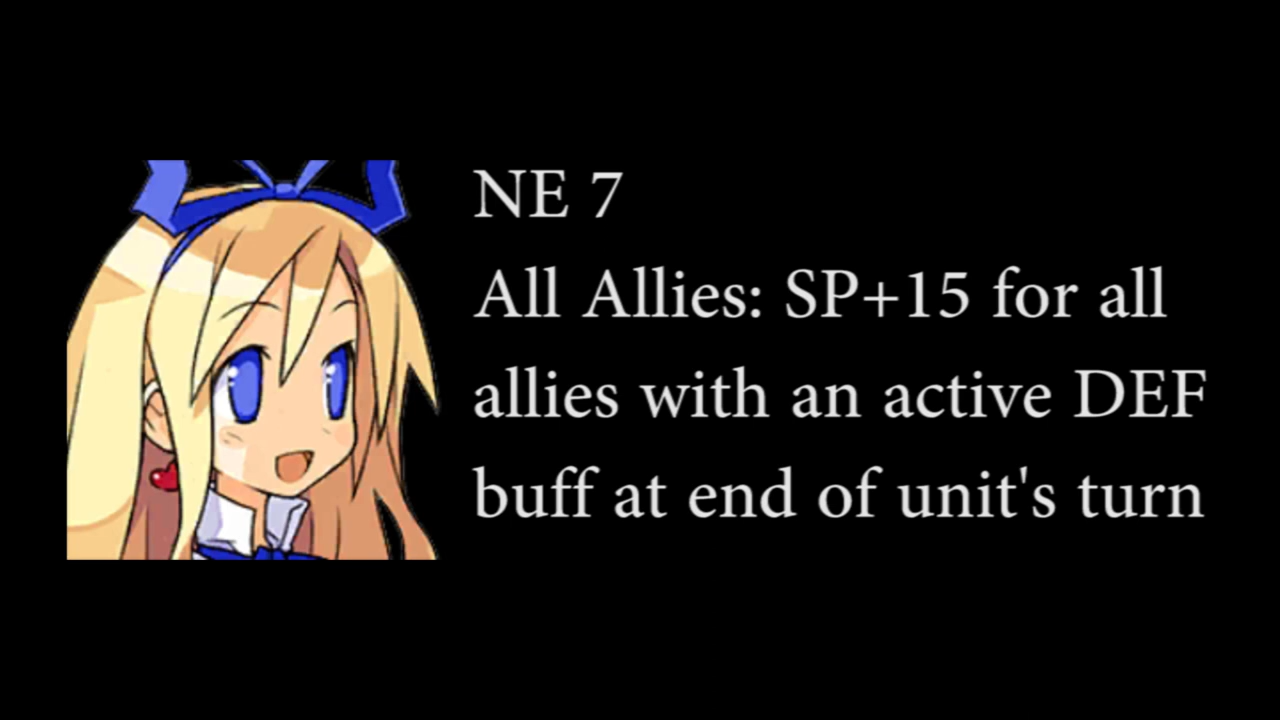 NE 7
All Allies: SP+15 for all
allies with an active DEF
buff at end of unit's turn